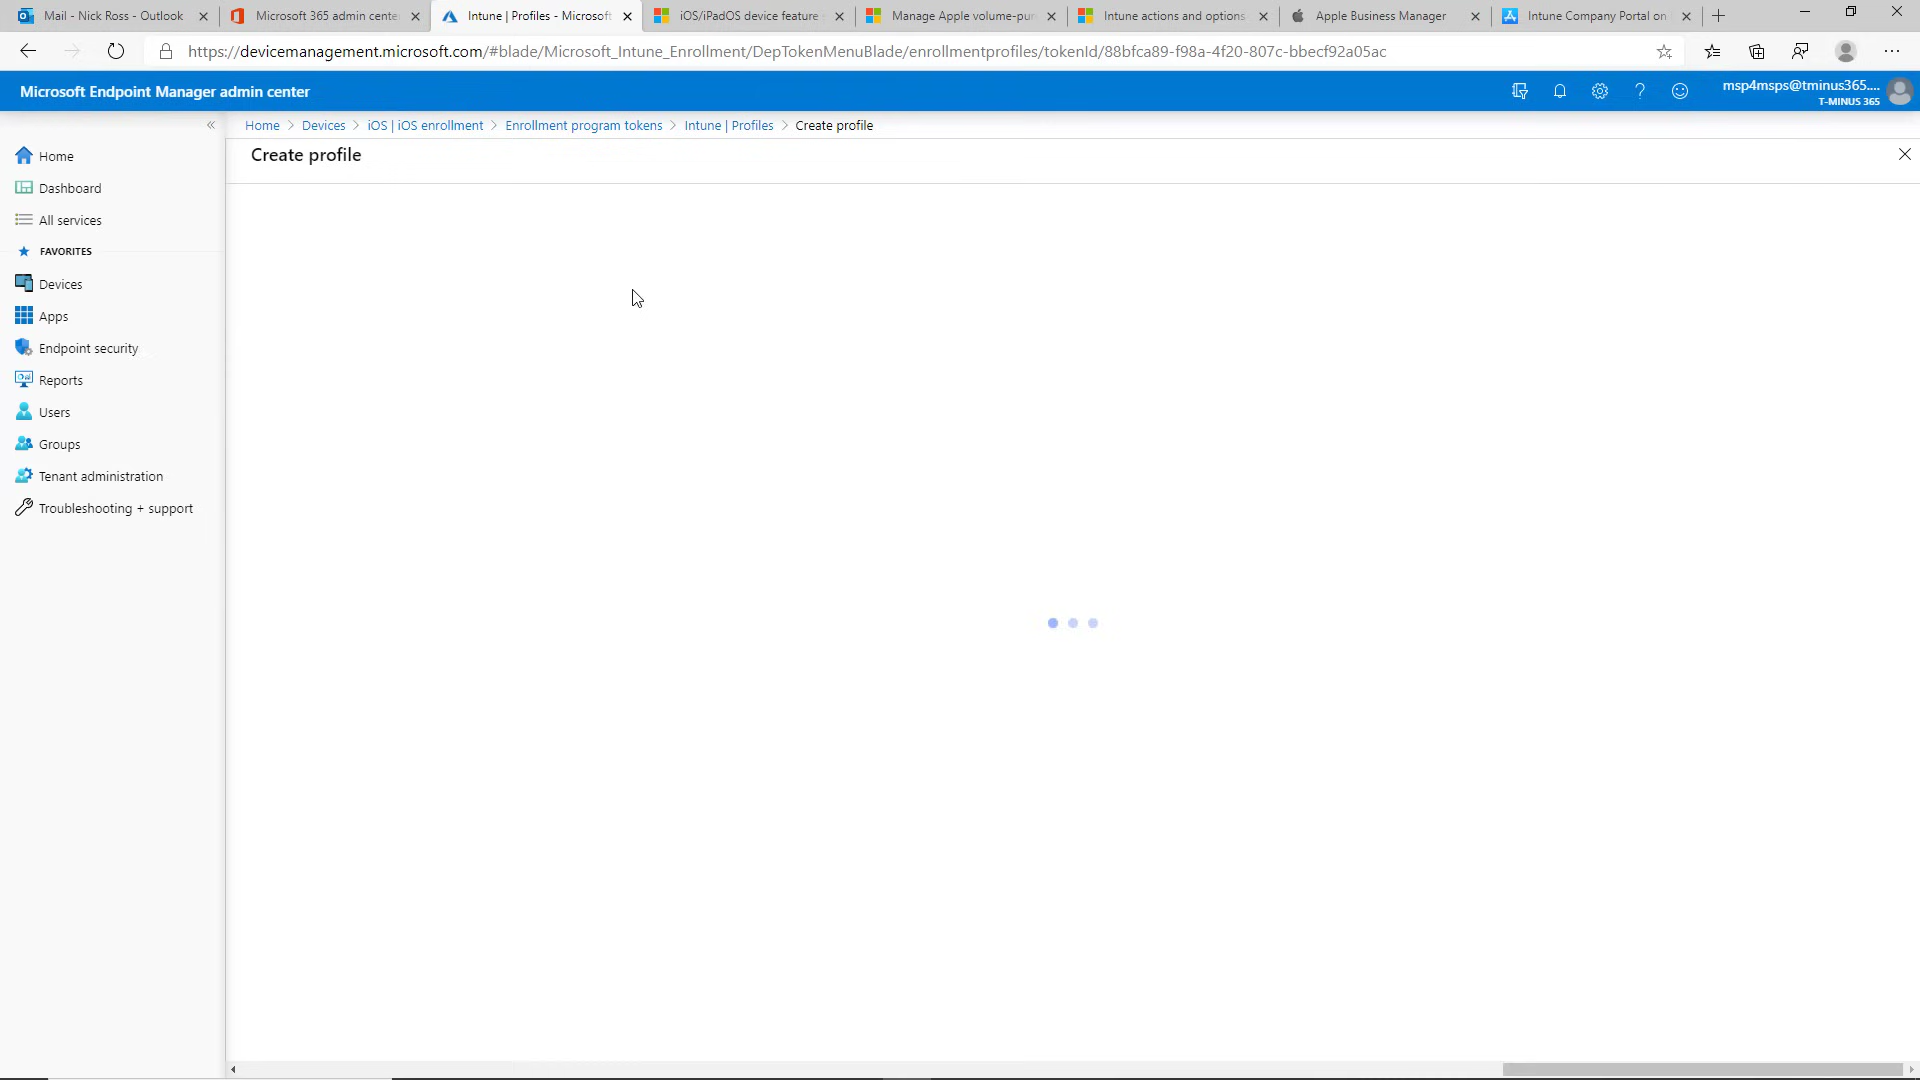 Mail - Nick Ross - Outlook
Microsoft 365 admin cente
Intune | Profiles - Microsoft
iOS/iPadOS device feature
Manage Apple volume-pur
Intune actions and options
Apple Business Manager
Intune Company Portal on
https://devicemanagement.microsoft.com/#blade/Microsoft_Intune_Enrollment/DepTokenMenuBlade/enrollmentprofiles/tokenId/88bfca89-f98a-4f20-807c-bbecf92a05ac
Microsoft Endpoint Manager admin center
msp4msps@tminus365....
T-MINUS 365
Home > Devices > iOS | iOS enrollment > Enrollment program tokens > Intune | Profiles > Create profile
Create profile
Home
Dashboard
All services
FAVORITES
Devices
Apps
Endpoint security
Reports
Users
Groups
Tenant administration
Troubleshooting + support